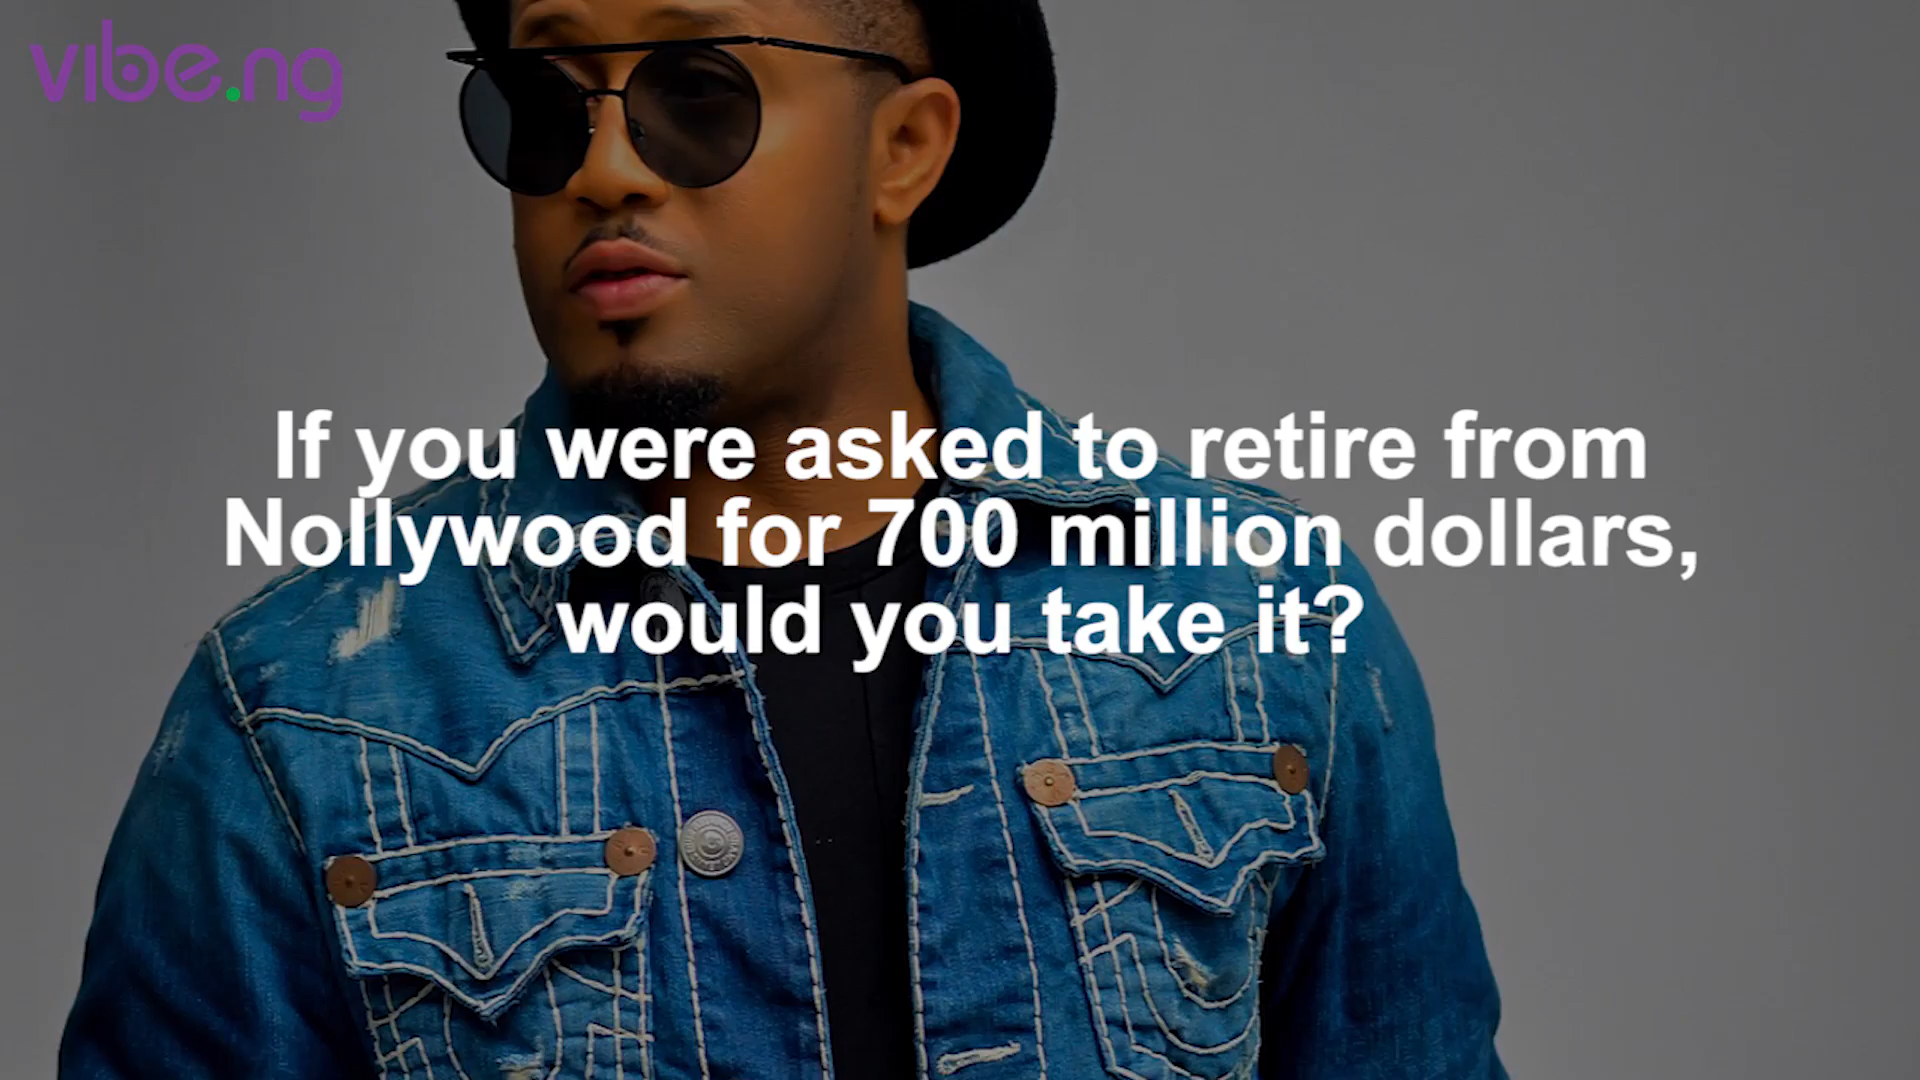 vibe.ng
If you were asked to retire from
Nollywood for 700 million dollars,
would you take it?